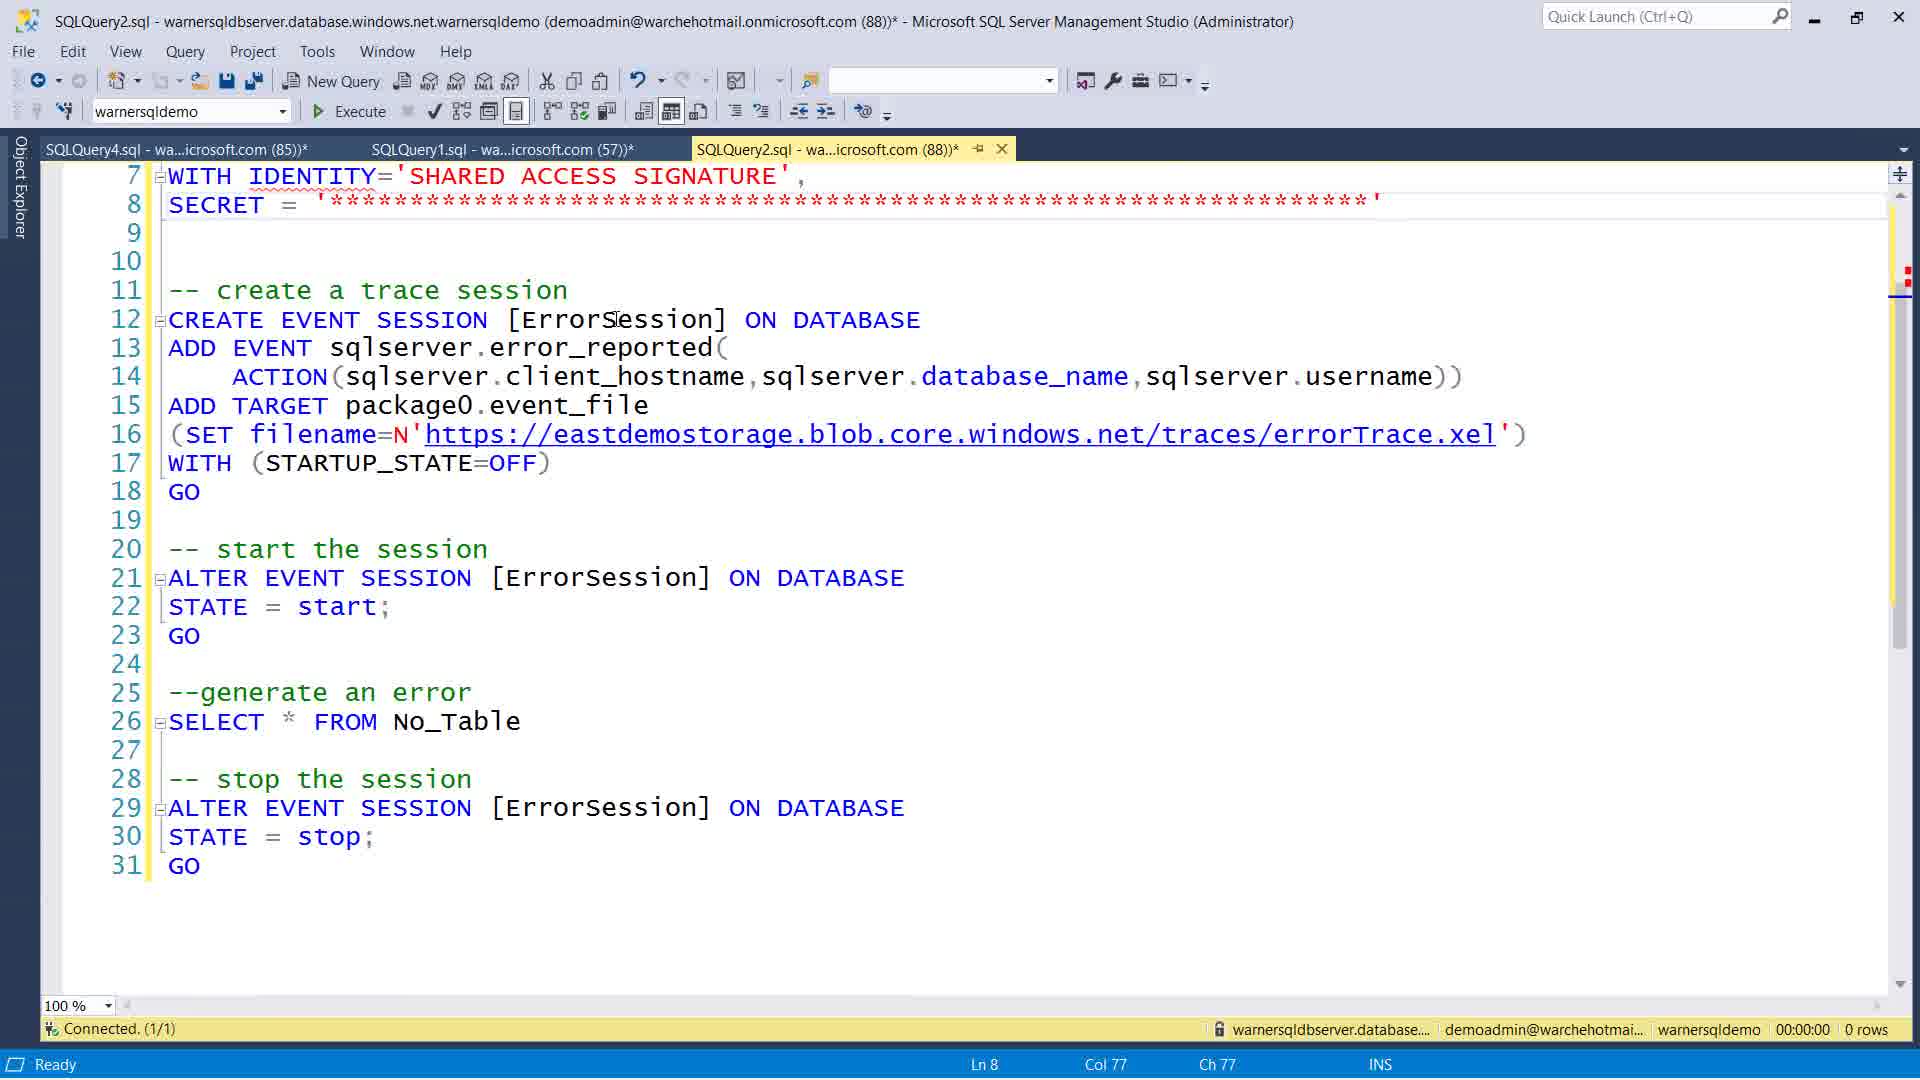 SQLQuery2.sql - warnersqldbserver.database.windows.net.warnersqldemo (demoadmin@warchehotmail.onmicrosoft.com (88))* - Microsoft SQL Server Management Studio (Administrator)
Quick Launch (Ctrl+Q)
File Edit View Query Project Tools Window Help
New Query
MDX DMX XMLA DAX
warnersqldemo
Execute
Object Explorer
SQLQuery4.sql - wa...icrosoft.com (85))*
SQLQuery1.sql - wa...icrosoft.com (57))*
SQLQuery2.sql - wa...icrosoft.com (88))*
7 WITH IDENTITY='SHARED ACCESS SIGNATURE',
8 SECRET = '*****************************************************************'
9
10
11 -- create a trace session
12 CREATE EVENT SESSION [ErrorSession] ON DATABASE
13 ADD EVENT sqlserver.error_reported(
14 ACTION(sqlserver.client_hostname,sqlserver.database_name,sqlserver.username))
15 ADD TARGET package0.event_file
16 (SET filename=N'https://eastdemostorage.blob.core.windows.net/traces/errorTrace.xel')
17 WITH (STARTUP_STATE=OFF)
18 GO
19
20 -- start the session
21 ALTER EVENT SESSION [ErrorSession] ON DATABASE
22 STATE = start;
23 GO
24
25 --generate an error
26 SELECT * FROM No_Table
27
28 -- stop the session
29 ALTER EVENT SESSION [ErrorSession] ON DATABASE
30 STATE = stop;
31 GO
100 %
Connected. (1/1)
warnersqldbserver.database.... demoadmin@warchehotmai... warnersqldemo 00:00:00 0 rows
Ready
Ln 8 Col 77 Ch 77 INS